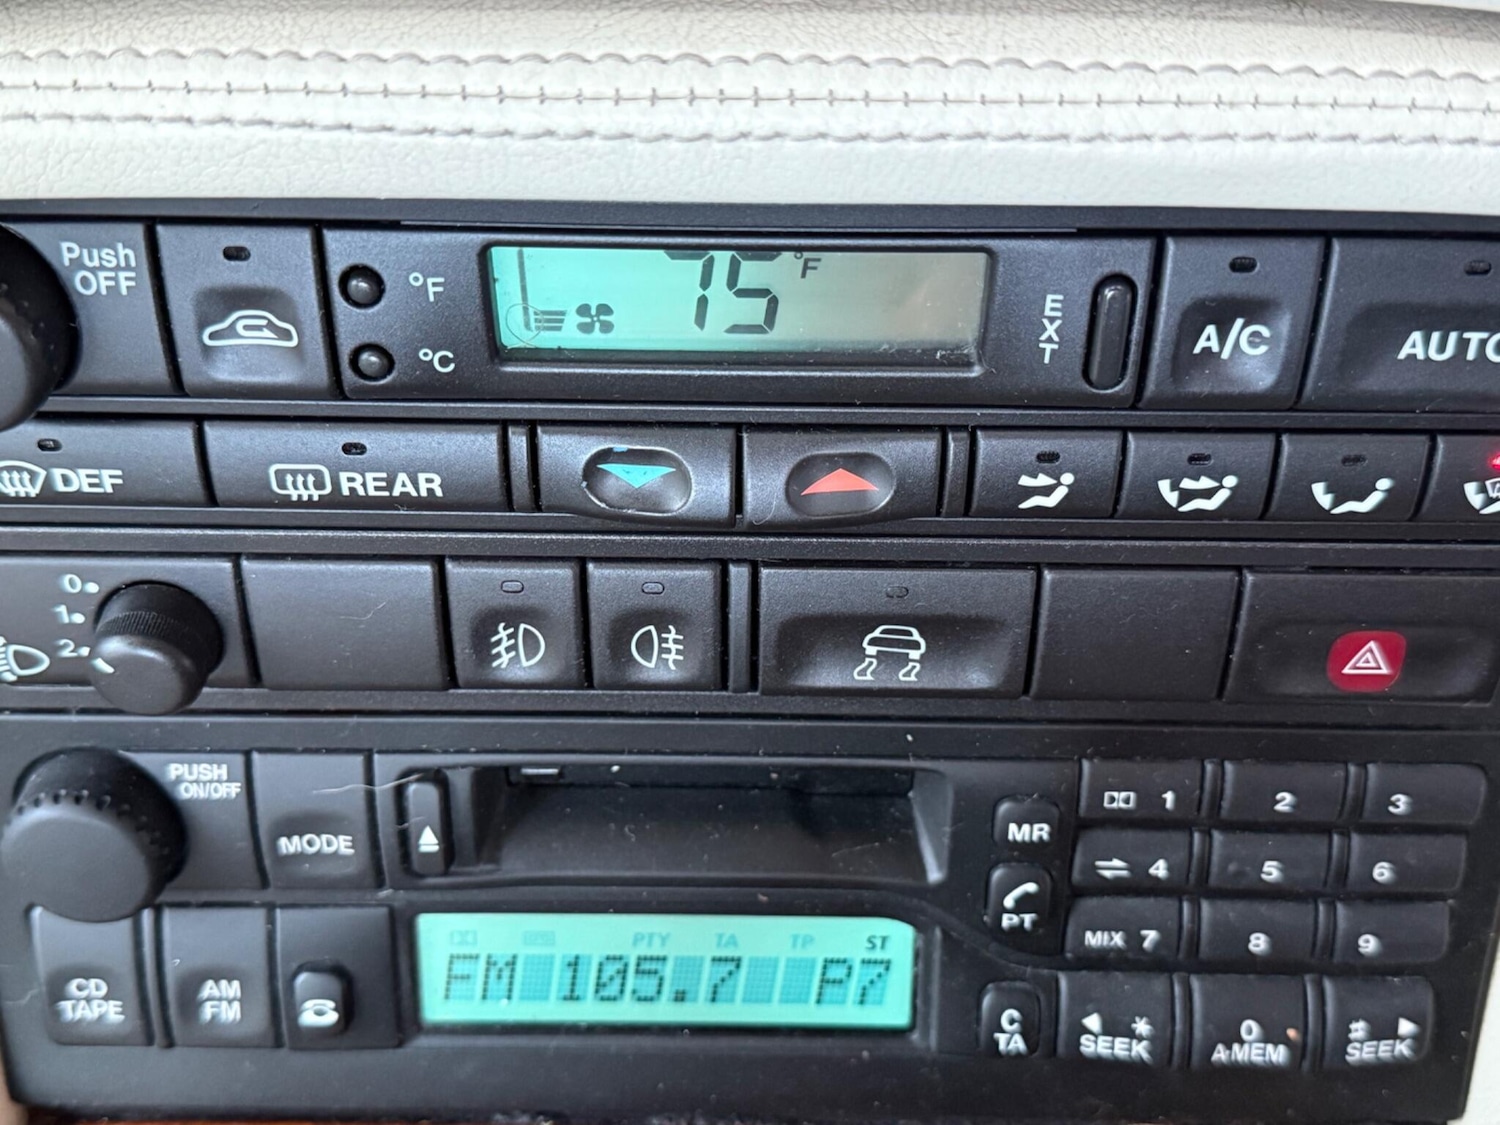 Push
OFF
°F
°C
75°F
EXT
A/C
AUTO
DEF
REAR
0
1
2
PUSH
ON/OFF
MODE
MR
1
2
3
PT
4
5
6
MIX 7
8
9
CD
TAPE
AM
FM
PTY TA TP ST
FM 105.7 P7
C
TA
*
SEEK
0
A·MEM
#
SEEK